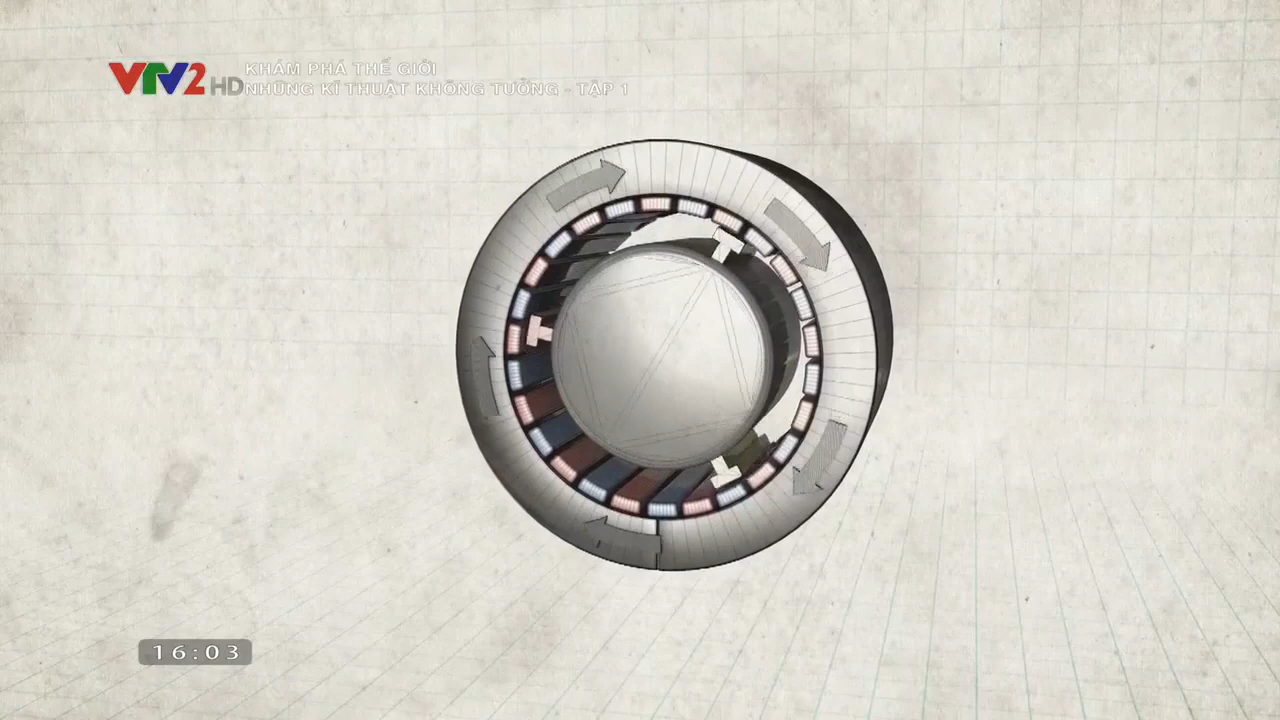 VTV2 HD
KHÁM PHÁ THẾ GIỚI
NHỮNG KĨ THUẬT KHÔNG TƯỞNG - TẬP 1
16:03